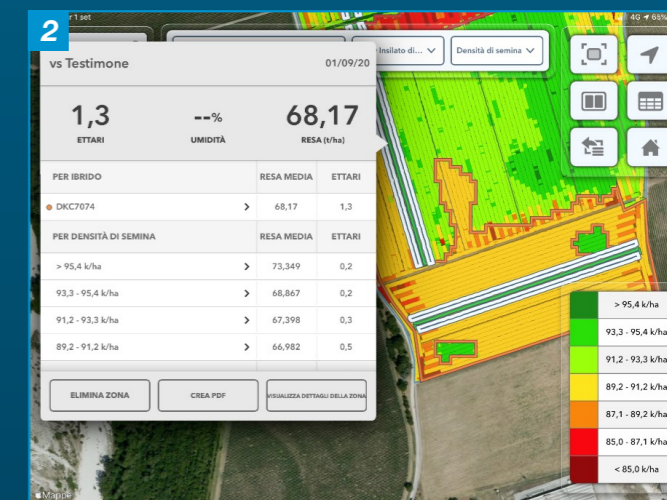 2
r 1 set
4G 66%
vs Testimone 01/09/20
Insilato di...
Densità di semina
1,3 --% 68,17
ETTARI UMIDITÀ RESA (t/ha)
PER IBRIDO RESA MEDIA ETTARI
DKC7074 68,17 1,3
PER DENSITÀ DI SEMINA RESA MEDIA ETTARI
> 95,4 k/ha 73,349 0,2
93,3 - 95,4 k/ha 68,867 0,2
91,2 - 93,3 k/ha 67,398 0,3
89,2 - 91,2 k/ha 66,982 0,5
ELIMINA ZONA CREA PDF VISUALIZZA DETTAGLI DELLA ZONA
> 95,4 k/ha
93,3 - 95,4 k/ha
91,2 - 93,3 k/ha
89,2 - 91,2 k/ha
87,1 - 89,2 k/ha
85,0 - 87,1 k/ha
< 85,0 k/ha
Mappe